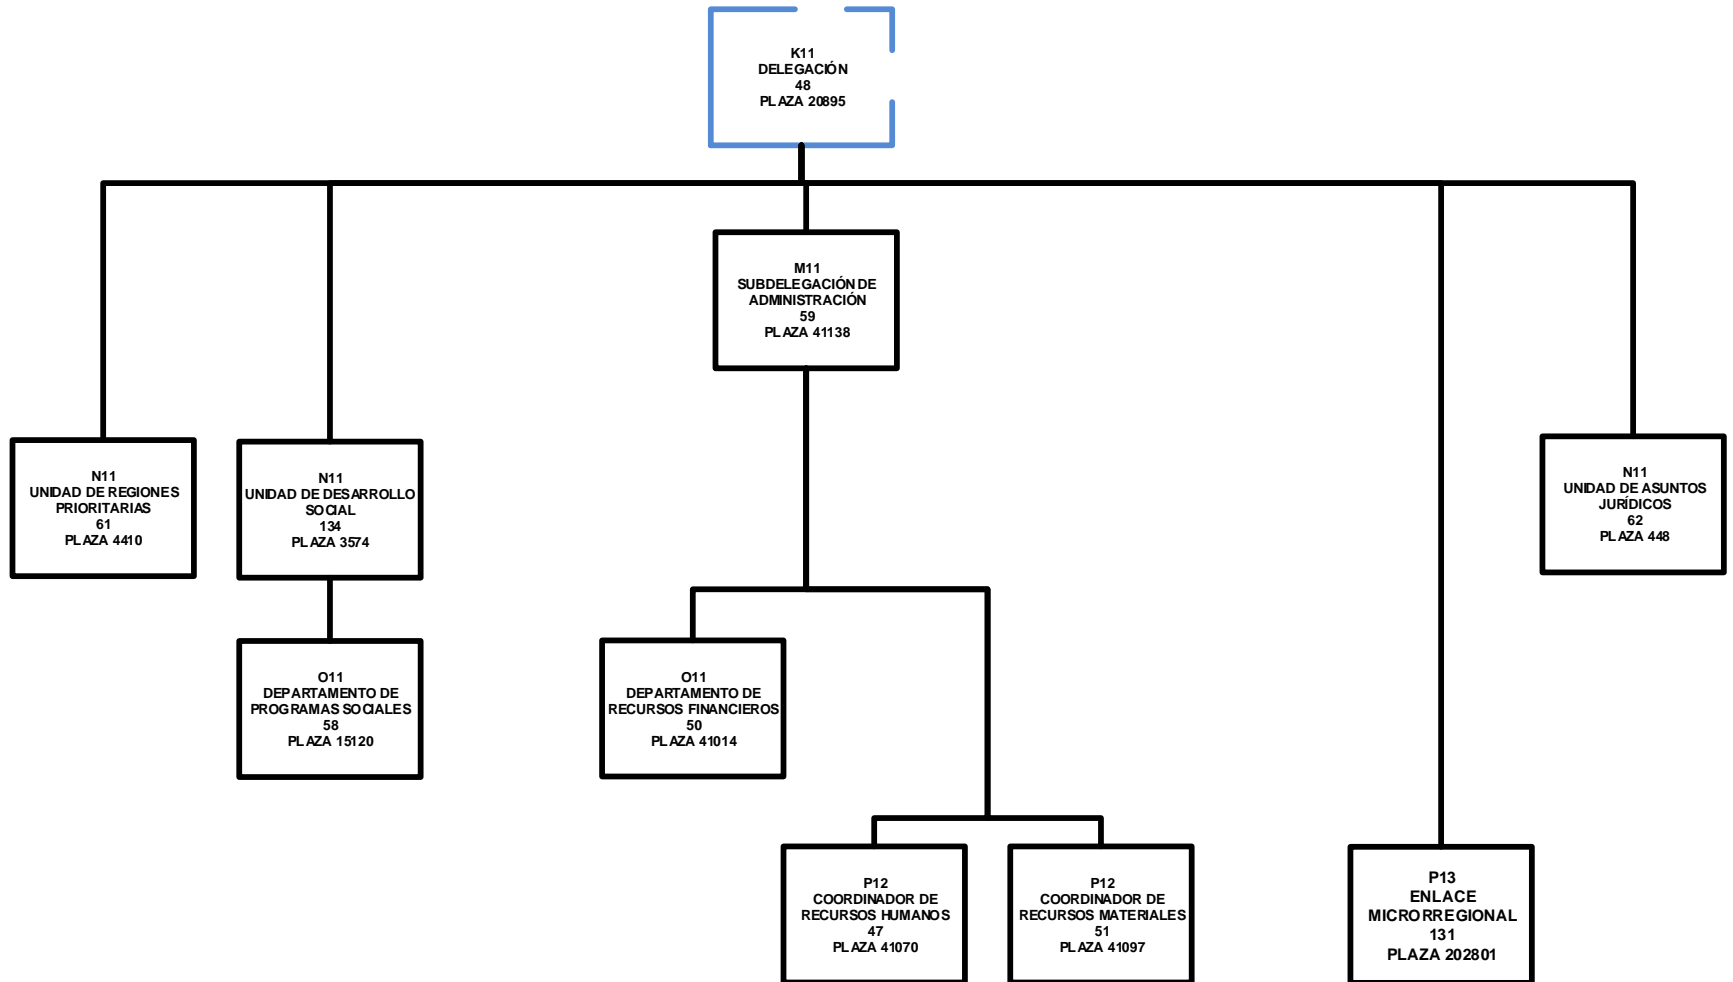 K11
DELEGACIÓN
48
PLAZA 20895
M11
SUBDELEGACIÓN DE
ADMINISTRACIÓN
59
PLAZA 41138
N11
UNIDAD DE REGIONES
PRIORITARIAS
61
PLAZA 4410
N11
UNIDAD DE DESARROLLO
SOCIAL
134
PLAZA 3574
N11
UNIDAD DE ASUNTOS
JURÍDICOS
62
PLAZA 448
O11
DEPARTAMENTO DE
PROGRAMAS SOCIALES
58
PLAZA 15120
O11
DEPARTAMENTO DE
RECURSOS FINANCIEROS
50
PLAZA 41014
P12
COORDINADOR DE
RECURSOS HUMANOS
47
PLAZA 41070
P12
COORDINADOR DE
RECURSOS MATERIALES
51
PLAZA 41097
P13
ENLACE
MICRORREGIONAL
131
PLAZA 202801